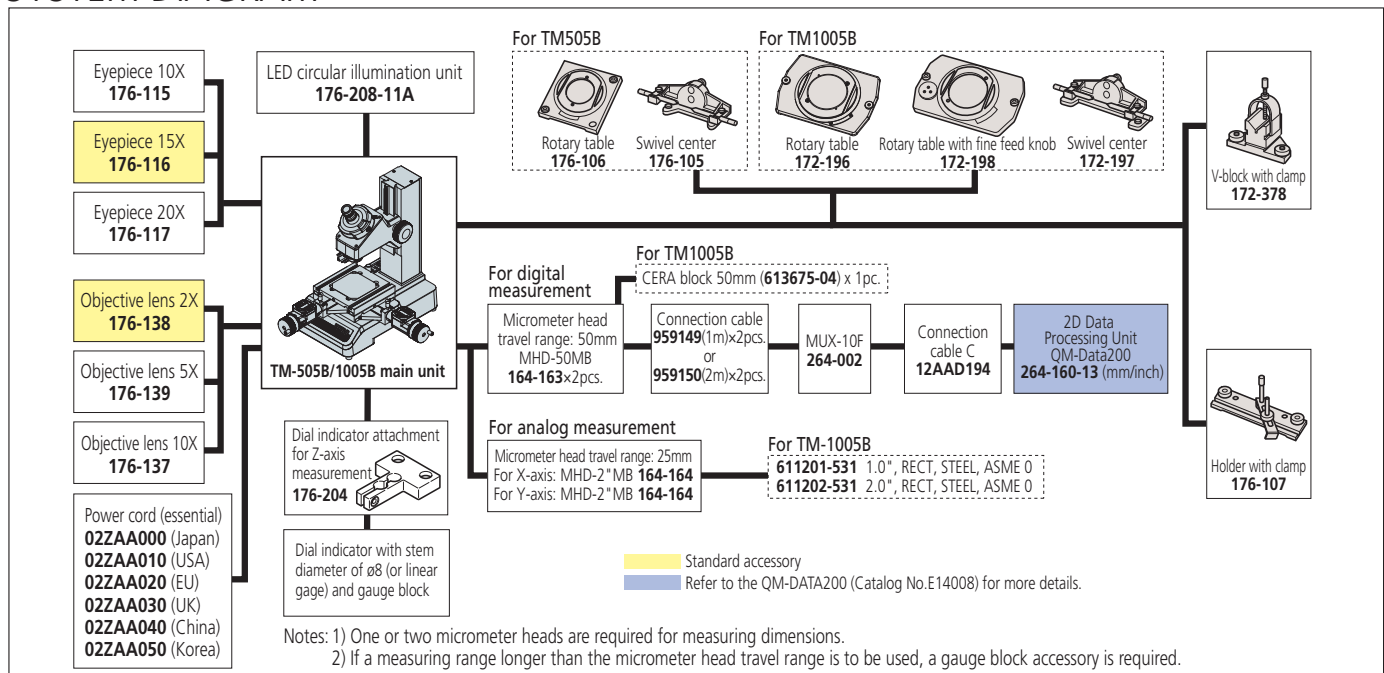 SYSTEM DIAGRAM
Eyepiece 10X
176-115
Eyepiece 15X
176-116
Eyepiece 20X
176-117
Objective lens 2X
176-138
Objective lens 5X
176-139
Objective lens 10X
176-137
Power cord (essential)
02ZAA000 (Japan)
02ZAA010 (USA)
02ZAA020 (EU)
02ZAA030 (UK)
02ZAA040 (China)
02ZAA050 (Korea)
LED circular illumination unit
176-208-11A
TM-505B/1005B main unit
Dial indicator attachment
for Z-axis
measurement
176-204
Dial indicator with stem
diameter of ø8 (or linear
gage) and gauge block
For TM505B
Rotary table
176-106
Swivel center
176-105
For TM1005B
Rotary table
172-196
Rotary table with fine feed knob
172-198
Swivel center
172-197
V-block with clamp
172-378
For TM1005B
CERA block 50mm (613675-04) x 1pc.
For digital
measurement
Micrometer head
travel range: 50mm
MHD-50MB
164-163×2pcs.
Connection cable
959149(1m)×2pcs.
or
959150(2m)×2pcs.
MUX-10F
264-002
Connection
cable C
12AAD194
2D Data
Processing Unit
QM-Data200
264-160-13 (mm/inch)
For analog measurement
Micrometer head travel range: 25mm
For X-axis: MHD-2"MB 164-164
For Y-axis: MHD-2"MB 164-164
For TM-1005B
611201-531 1.0", RECT, STEEL, ASME 0
611202-531 2.0", RECT, STEEL, ASME 0
Holder with clamp
176-107
Standard accessory
Refer to the QM-DATA200 (Catalog No.E14008) for more details.
Notes: 1) One or two micrometer heads are required for measuring dimensions.
2) If a measuring range longer than the micrometer head travel range is to be used, a gauge block accessory is required.